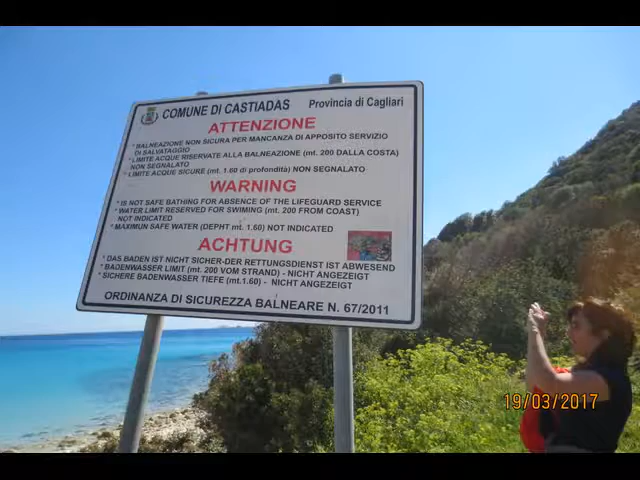 COMUNE DI CASTIADAS Provincia di Cagliari
ATTENZIONE
* BALNEAZIONE NON SICURA PER MANCANZA DI APPOSITO SERVIZIO
DI SALVATAGGIO
* LIMITE ACQUE RISERVATE ALLA BALNEAZIONE (mt. 200 DALLA COSTA)
NON SEGNALATO
* LIMITE ACQUE SICURE (mt. 1.60 di profondità) NON SEGNALATO
WARNING
* IS NOT SAFE BATHING FOR ABSENCE OF THE LIFEGUARD SERVICE
* WATER LIMIT RESERVED FOR SWIMING (mt. 200 FROM COAST)
NOT INDICATED
* MAXIMUN SAFE WATER (DEPHT mt. 1.60) NOT INDICATED
ACHTUNG
* DAS BADEN IST NICHT SICHER-DER RETTUNGSDIENST IST ABWESEND
* BADENWASSER LIMIT (mt. 200 VOM STRAND) - NICHT ANGEZEIGT
* SICHERE BADENWASSER TIEFE (mt.1.60) - NICHT ANGEZEIGT
ORDINANZA DI SICUREZZA BALNEARE N. 67/2011
19/03/2017